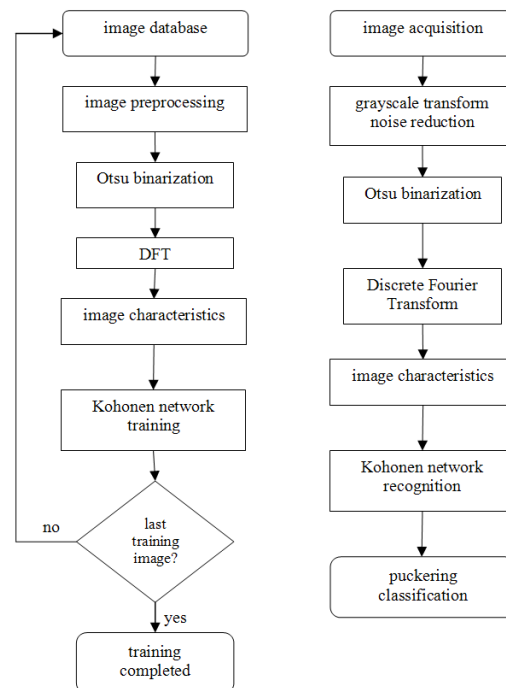 image database
image preprocessing
Otsu binarization
DFT
image characteristics
Kohonen network
training
no
last
training
image?
yes
training
completed
image acquisition
grayscale transform
noise reduction
Otsu binarization
Discrete Fourier
Transform
image characteristics
Kohonen network
recognition
puckering
classification